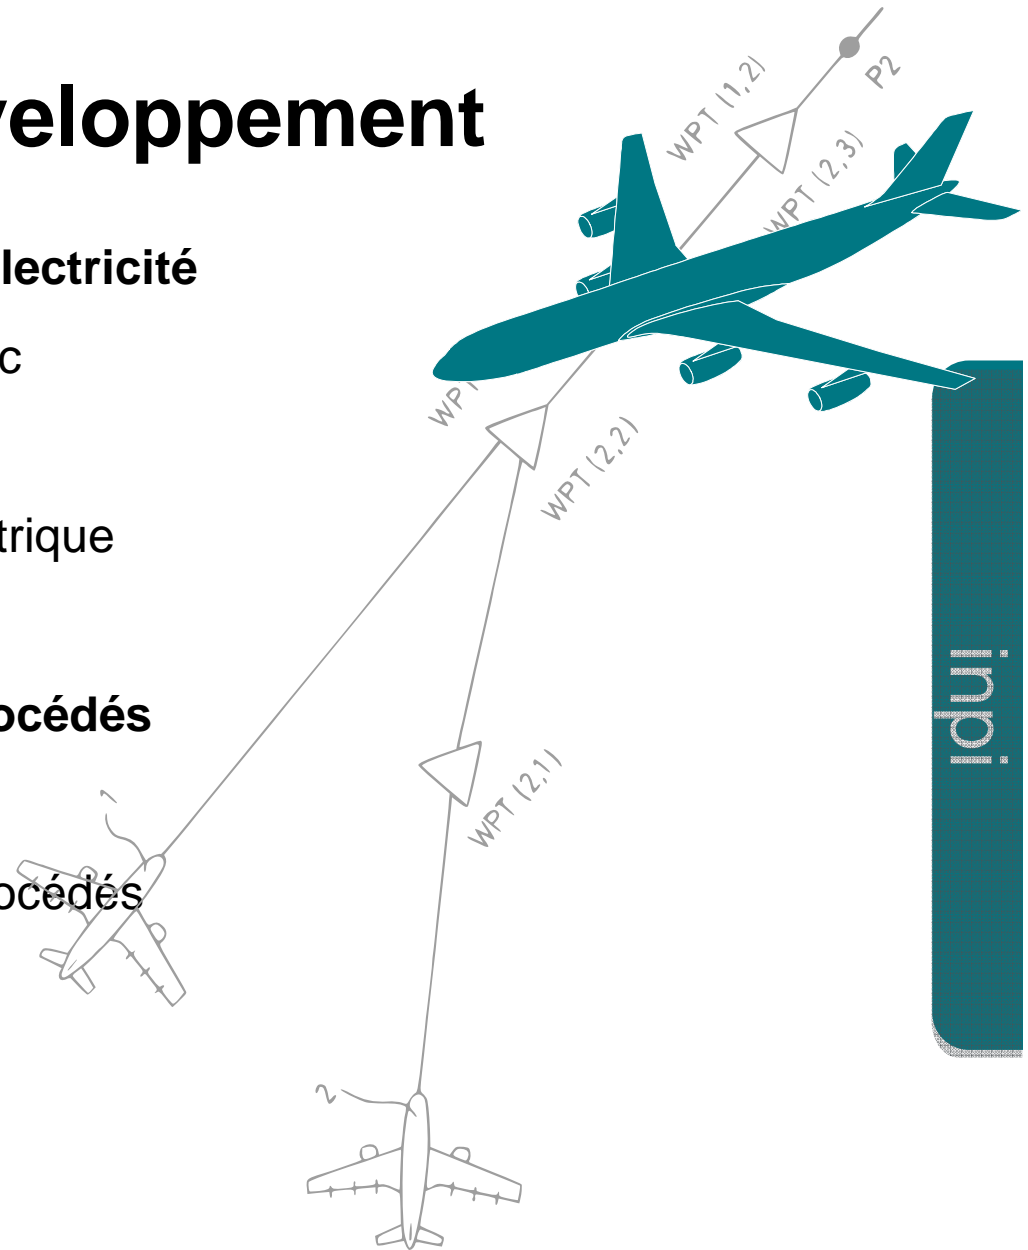 veloppement
lectricité
c
trique
océdés
océdés
WPT (1,2)
P2
WPT (2,3)
WPT
WPT (2,2)
WPT (2,1)
1
2
inpi